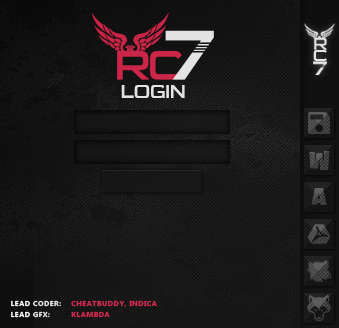 RC7
LOGIN
RC7
W
A
LEAD CODER: CHEATBUDDY, INDICA
LEAD GFX: KLAMBDA